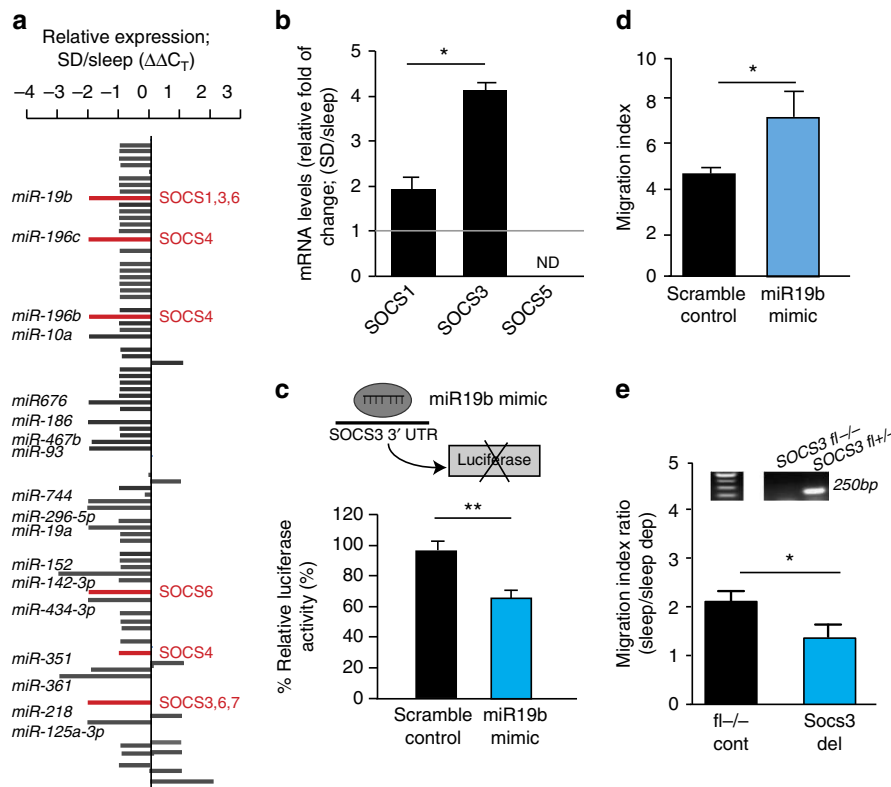 a
Relative expression;
SD/sleep (ΔΔCT)
–4 –3 –2 –1 0 1 2 3
miR-19b SOCS1,3,6
miR-196c SOCS4
miR-196b SOCS4
miR-10a
miR676
miR-186
miR-467b
miR-93
miR-744
miR-296-5p
miR-19a
miR-152
miR-142-3p
SOCS6
miR-434-3p
SOCS4
miR-351
miR-361
SOCS3,6,7
miR-218
miR-125a-3p
b
mRNA levels (relative fold of
change; (SD/sleep)
5
4
3
2
1
0
*
ND
SOCS1 SOCS3 SOCS5
c
miR19b mimic
SOCS3 3′ UTR
Luciferase
% Relative luciferase
activity (%)
120
100
80
60
40
20
0
**
Scramble
control
miR19b
mimic
d
Migration index
10
8
6
4
2
0
*
Scramble
control
miR19b
mimic
e
SOCS3 fl–/–
SOCS3 fl+/–
250bp
Migration index ratio
(sleep/sleep dep)
5
4
3
2
1
0
*
fl–/–
cont
Socs3
del